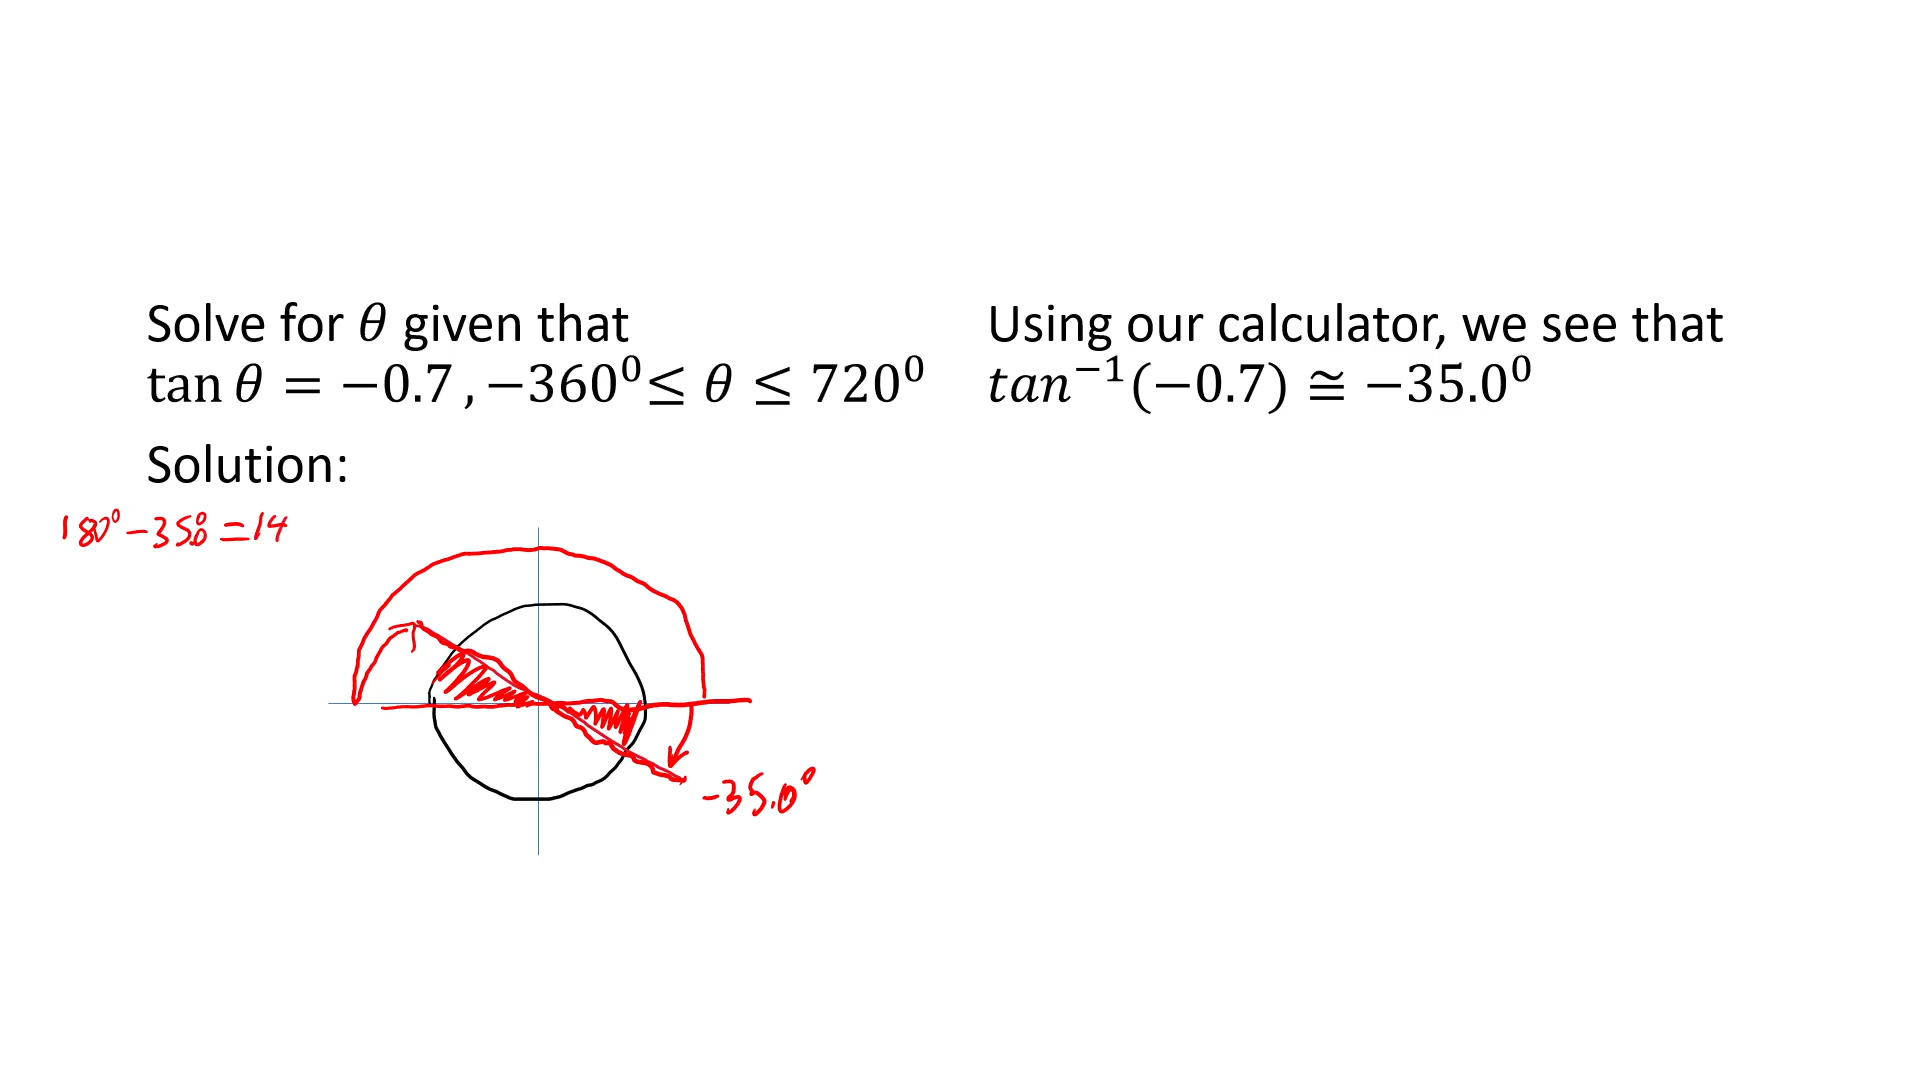 Solve for θ given that
tan θ = −0.7 , −360⁰ ≤ θ ≤ 720⁰
Solution:
180⁰ − 35.0⁰ = 14
-35.0⁰
Using our calculator, we see that
tan⁻¹(−0.7) ≅ −35.0⁰